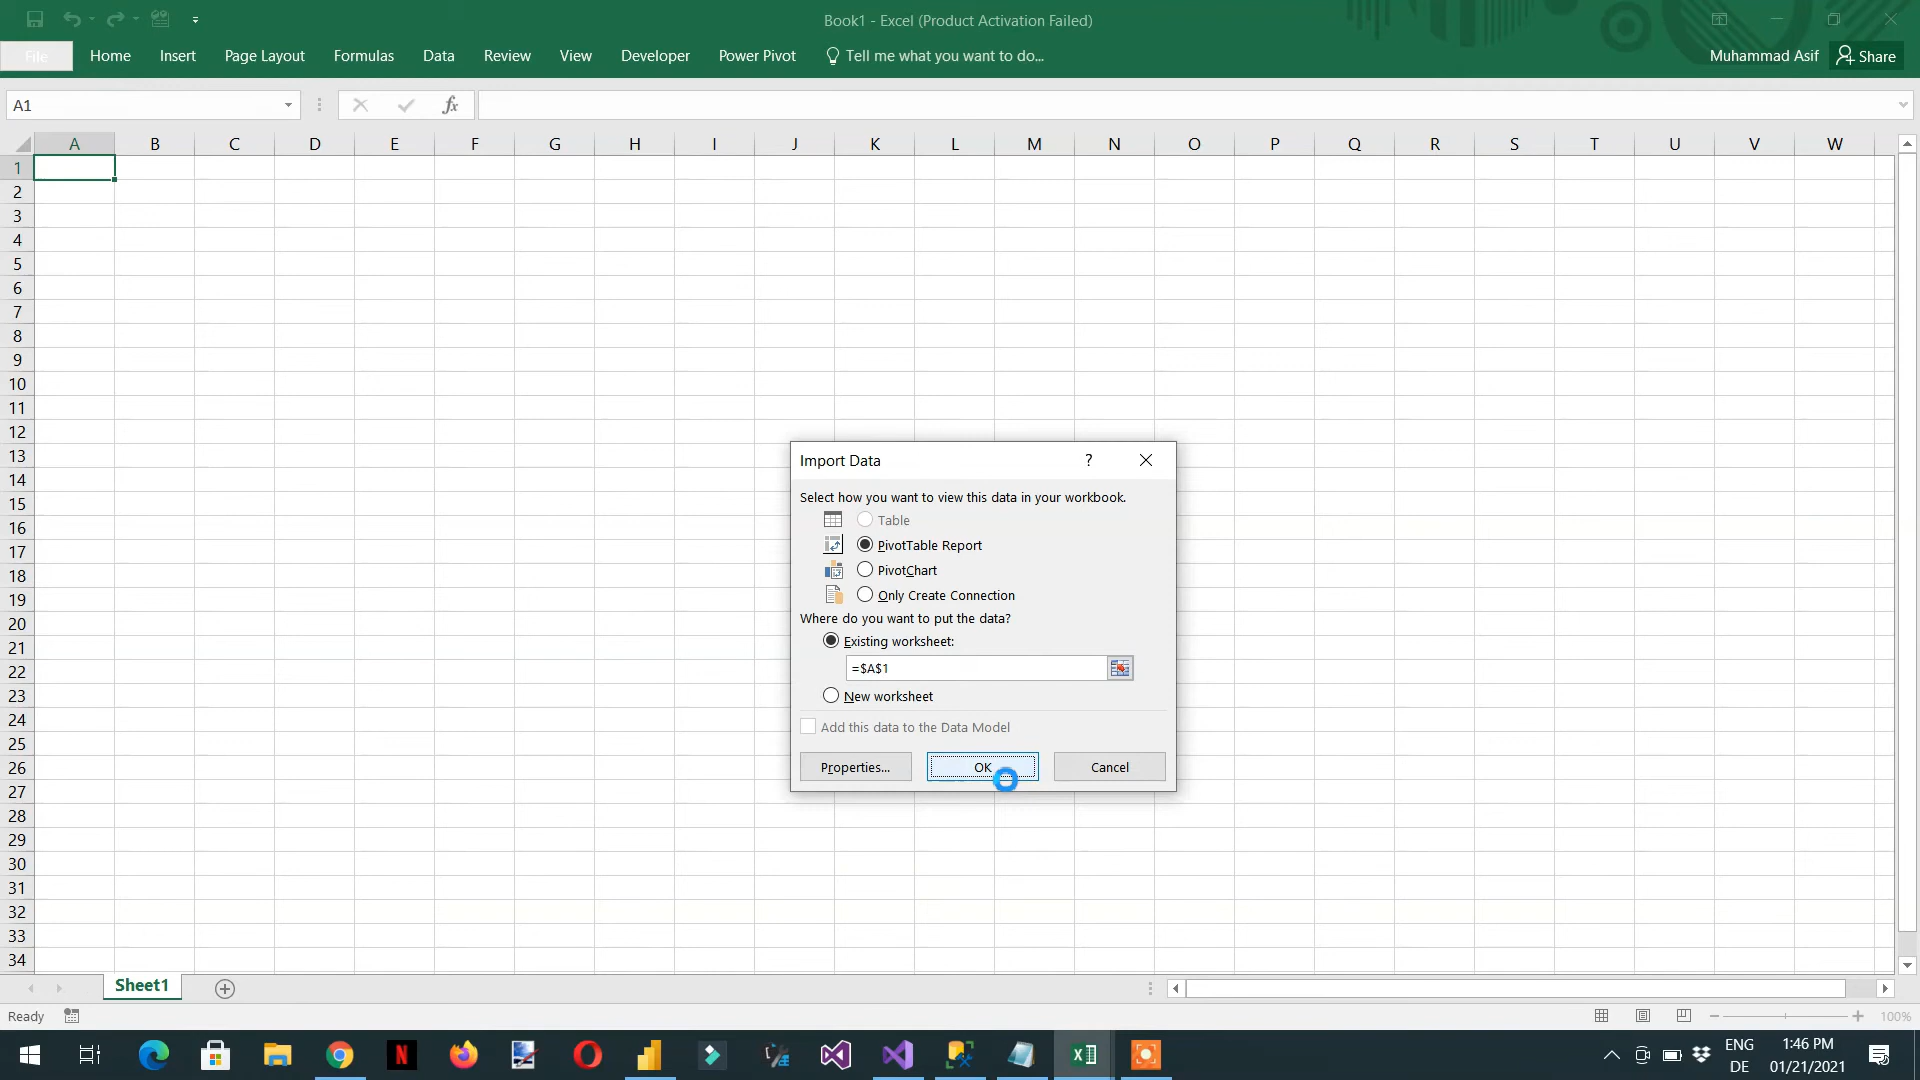 Book1 - Excel (Product Activation Failed)
File Home Insert Page Layout Formulas Data Review View Developer Power Pivot Tell me what you want to do... Muhammad Asif Share
A1 fx
A B C D E F G H I J K L M N O P Q R S T U V W
1
2
3
4
5
6
7
8
9
10
11
12
13
14
15
16
17
18
19
20
21
22
23
24
25
26
27
28
29
30
31
32
33
34
Import Data ?
Select how you want to view this data in your workbook.
Table
PivotTable Report
PivotChart
Only Create Connection
Where do you want to put the data?
Existing worksheet:
=$A$1
New worksheet
Add this data to the Data Model
Properties... OK Cancel
Sheet1
Ready 100%
ENG 1:46 PM
DE 01/21/2021